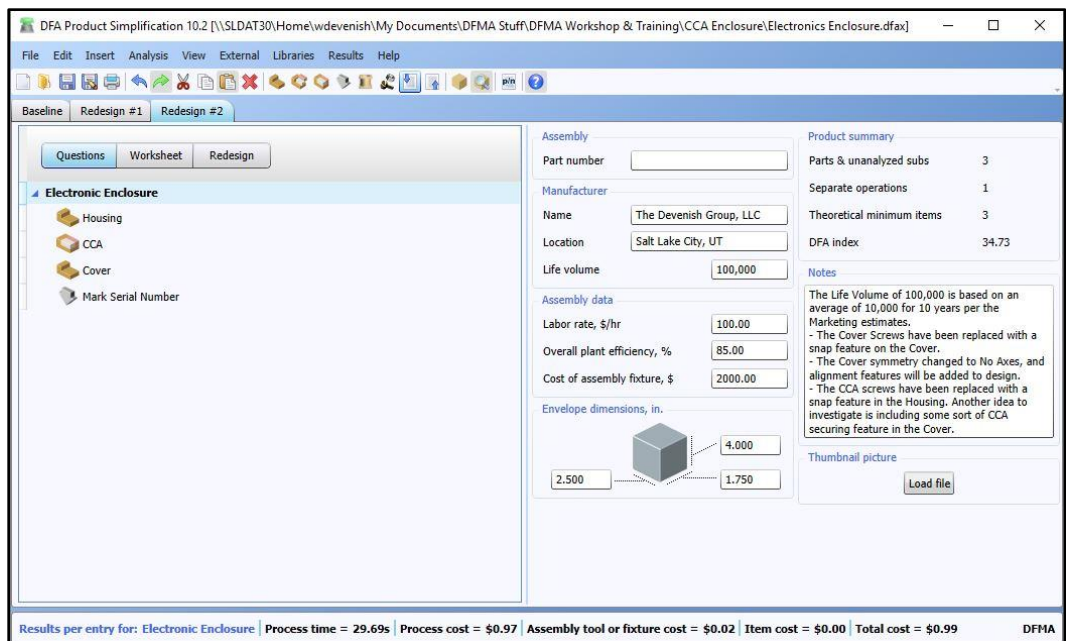 DFA Product Simplification 10.2 [\\SLDAT30\Home\wdevenish\My Documents\DFMA Stuff\DFMA Workshop & Training\CCA Enclosure\Electronics Enclosure.dfax]
File Edit Insert Analysis View External Libraries Results Help
p/n ?
Baseline Redesign #1 Redesign #2
Questions Worksheet Redesign
Electronic Enclosure
Housing
CCA
Cover
Mark Serial Number
Assembly
Part number
Manufacturer
Name The Devenish Group, LLC
Location Salt Lake City, UT
Life volume 100,000
Assembly data
Labor rate, $/hr 100.00
Overall plant efficiency, % 85.00
Cost of assembly fixture, $ 2000.00
Envelope dimensions, in.
4.000
2.500 1.750
Product summary
Parts & unanalyzed subs 3
Separate operations 1
Theoretical minimum items 3
DFA index 34.73
Notes
The Life Volume of 100,000 is based on an
average of 10,000 for 10 years per the
Marketing estimates.
- The Cover Screws have been replaced with a
snap feature on the Cover.
- The Cover symmetry changed to No Axes, and
alignment features will be added to design.
- The CCA screws have been replaced with a
snap feature in the Housing. Another idea to
investigate is including some sort of CCA
securing feature in the Cover.
Thumbnail picture
Load file
Results per entry for: Electronic Enclosure Process time = 29.69s Process cost = $0.97 Assembly tool or fixture cost = $0.02 Item cost = $0.00 Total cost = $0.99 DFMA